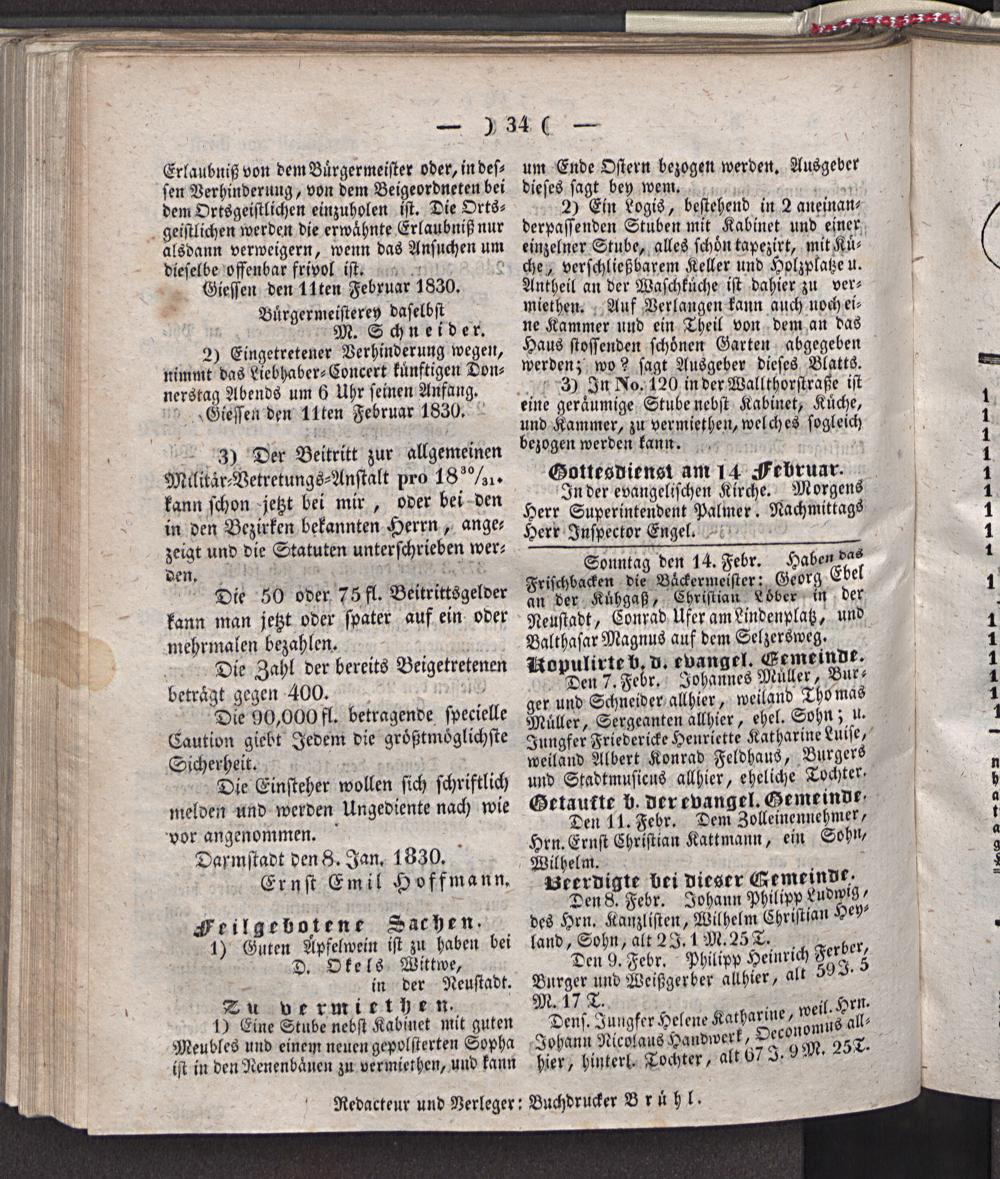 — ) 34 ( —
Erlaubniß von dem Bürgermeister oder, in des-
sen Verhinderung, von dem Beigeordneten bei
dem Ortsgeistlichen einzuholen ist. Die Orts-
geistlichen werden die erwähnte Erlaubniß nur
alsdann verweigern, wenn das Ansuchen um
dieselbe offenbar frivol ist.
Giessen den 11ten Februar 1830.
Bürgermeisterey daselbst
M. Schneider.
2) Eingetretener Verhinderung wegen,
nimmt das Liebhaber-Concert künftigen Don-
nerstag Abends um 6 Uhr seinen Anfang.
Giessen den 11ten Februar 1830.
3) Der Beitritt zur allgemeinen
Militär-Vetretungs-Anstalt pro 18³⁰/₃₁.
kann schon jetzt bei mir, oder bei den
in den Bezirken bekannten Herrn, ange-
zeigt und die Statuten unterschrieben wer-
den.
Die 50 oder 75 fl. Beitrittsgelder
kann man jetzt oder spater auf ein oder
mehrmalen bezahlen.
Die Zahl der bereits Beigetretenen
beträgt gegen 400.
Die 90,000 fl. betragende specielle
Caution giebt Jedem die größtmöglichste
Sicherheit.
Die Einsteher wollen sich schriftlich
melden und werden Ungediente nach wie
vor angenommen.
Darmstadt den 8. Jan. 1830.
Ernst Emil Hoffmann.
Feilgebotene Sachen.
1) Guten Äpfelwein ist zu haben bei
D. Okels Wittwe,
in der Neustadt.
Zu vermiethen.
1) Eine Stube nebst Kabinet mit guten
Meubles und einem neuen gepolsterten Sopha
ist in den Nenenbäuen zu vermiethen, und kann
um Ende Ostern bezogen werden. Ausgeber
dieses sagt bey wem.
2) Ein Logis, bestehend in 2 aneinan-
derpassenden Stuben mit Kabinet und einer
einzelner Stube, alles schön tapezirt, mit Kü-
che, verschließbarem Keller und Holzplatze u.
Antheil an der Waschküche ist dahier zu ver-
miethen. Auf Verlangen kann auch noch ei-
ne Kammer und ein Theil von dem an das
Haus stossenden schönen Garten abgegeben
werden; wo? sagt Ausgeber dieses Blatts.
3) In No. 120 in der Wallthorstraße ist
eine geräumige Stube nebst Kabinet, Küche,
und Kammer, zu vermiethen, welches sogleich
bezogen werden kann.
Gottesdienst am 14 Februar.
In der evangelischen Kirche. Morgens
Herr Superintendent Palmer. Nachmittags
Herr Inspector Engel.
Sonntag den 14. Febr. Haben das
Frischbacken die Bäckermeister: Georg Ebel
an der Kühgaß, Christian Löber in der
Neustadt, Conrad Ufer am Lindenplatz, und
Balthasar Magnus auf dem Selzersweg.
Kopulirte b. d. evangel. Gemeinde.
Den 7. Febr. Johannes Müller, Bur-
ger und Schneider allhier, weiland Thomas
Müller, Sergeanten allhier, ehel. Sohn; u.
Jungfer Friedericke Henriette Katharine Luise,
weiland Albert Konrad Feldhaus, Burgers
und Stadtmusicus allhier, eheliche Tochter.
Getaufte b. der evangel. Gemeinde.
Den 11. Febr. Dem Zolleinennehmer,
Hrn. Ernst Christian Kattmann, ein Sohn,
Wilhelm.
Beerdigte bei dieser Gemeinde.
Den 8. Febr. Johann Philipp Ludwig,
des Hrn. Kanzlisten, Wilhelm Christian Hey-
land, Sohn, alt 2 J. 1 M. 25 T.
Den 9. Febr. Philipp Heinrich Ferber,
Burger und Weißgerber allhier, alt 59 J. 5
M. 17 T.
Dens. Jungfer Helene Katharine, weil. Hrn.
Johann Nicolaus Handwerk, Oeconomus all-
hier, hinterl. Tochter, alt 67 J. 9 M. 25 T.
Redacteur und Verleger: Buchdrucker Brühl.